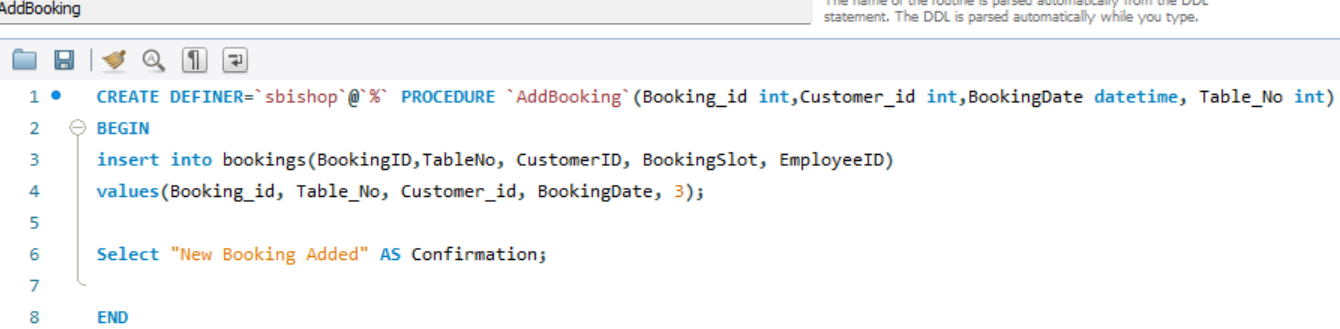 AddBooking
The name of the routine is parsed automatically from the DDL
statement. The DDL is parsed automatically while you type.
1 CREATE DEFINER=`sbishop`@`%` PROCEDURE `AddBooking`(Booking_id int,Customer_id int,BookingDate datetime, Table_No int)
2 BEGIN
3 insert into bookings(BookingID,TableNo, CustomerID, BookingSlot, EmployeeID)
4 values(Booking_id, Table_No, Customer_id, BookingDate, 3);
5
6 Select "New Booking Added" AS Confirmation;
7
8 END